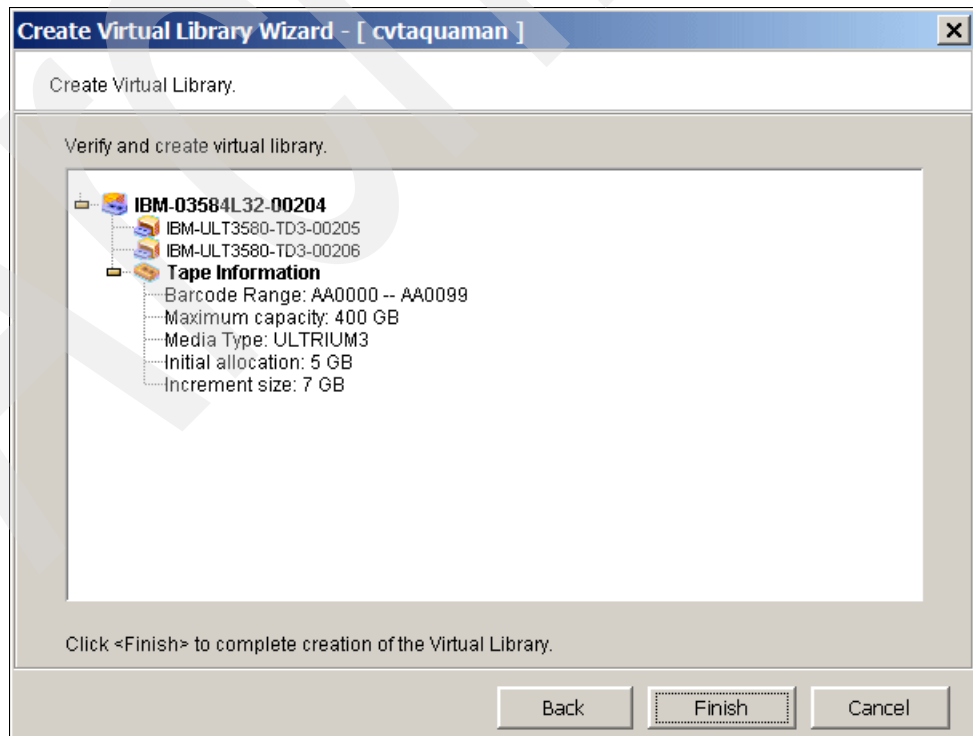 Create Virtual Library Wizard - [ cvtaquaman ]
Create Virtual Library.
Verify and create virtual library.
IBM-03584L32-00204
IBM-ULT3580-TD3-00205
IBM-ULT3580-TD3-00206
Tape Information
Barcode Range: AA0000 -- AA0099
Maximum capacity: 400 GB
Media Type: ULTRIUM3
Initial allocation: 5 GB
Increment size: 7 GB
Click <Finish> to complete creation of the Virtual Library.
Back Finish Cancel